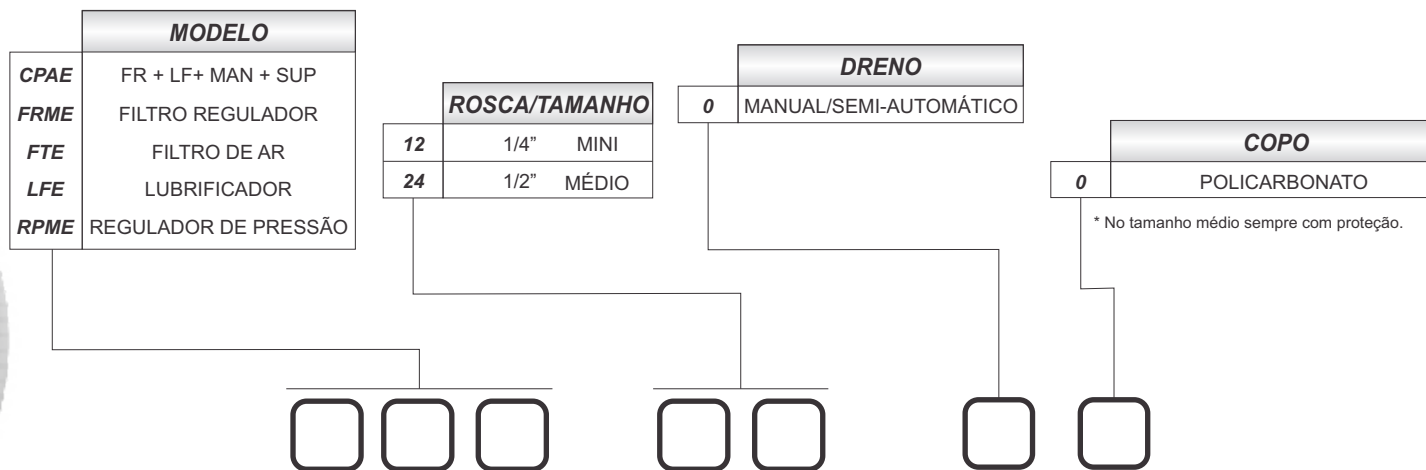 MODELO
CPAE FR + LF+ MAN + SUP
FRME FILTRO REGULADOR
FTE FILTRO DE AR
LFE LUBRIFICADOR
RPME REGULADOR DE PRESSÃO
ROSCA/TAMANHO
12 1/4” MINI
24 1/2” MÉDIO
DRENO
0 MANUAL/SEMI-AUTOMÁTICO
COPO
0 POLICARBONATO
* No tamanho médio sempre com proteção.